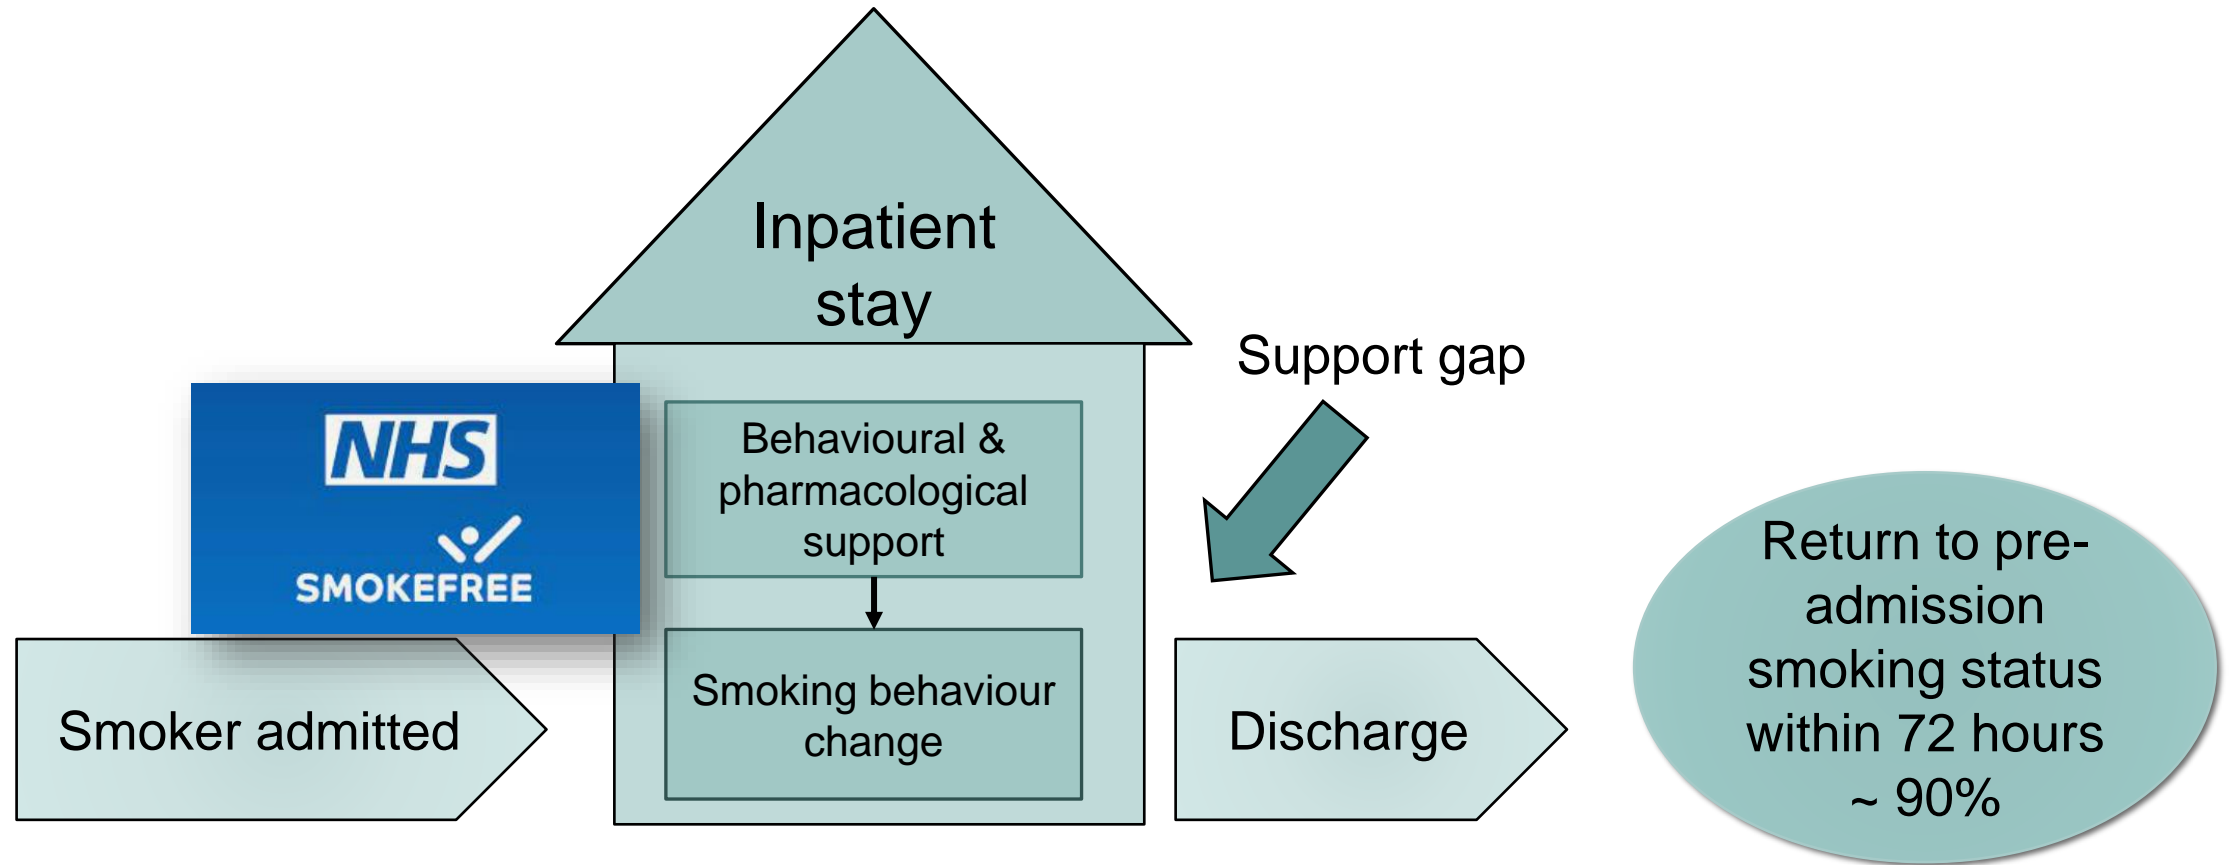 Inpatient
stay
Support gap
NHS
SMOKEFREE
Behavioural &
pharmacological
support
Smoker admitted
Smoking behaviour
change
Discharge
Return to pre-
admission
smoking status
within 72 hours
~ 90%